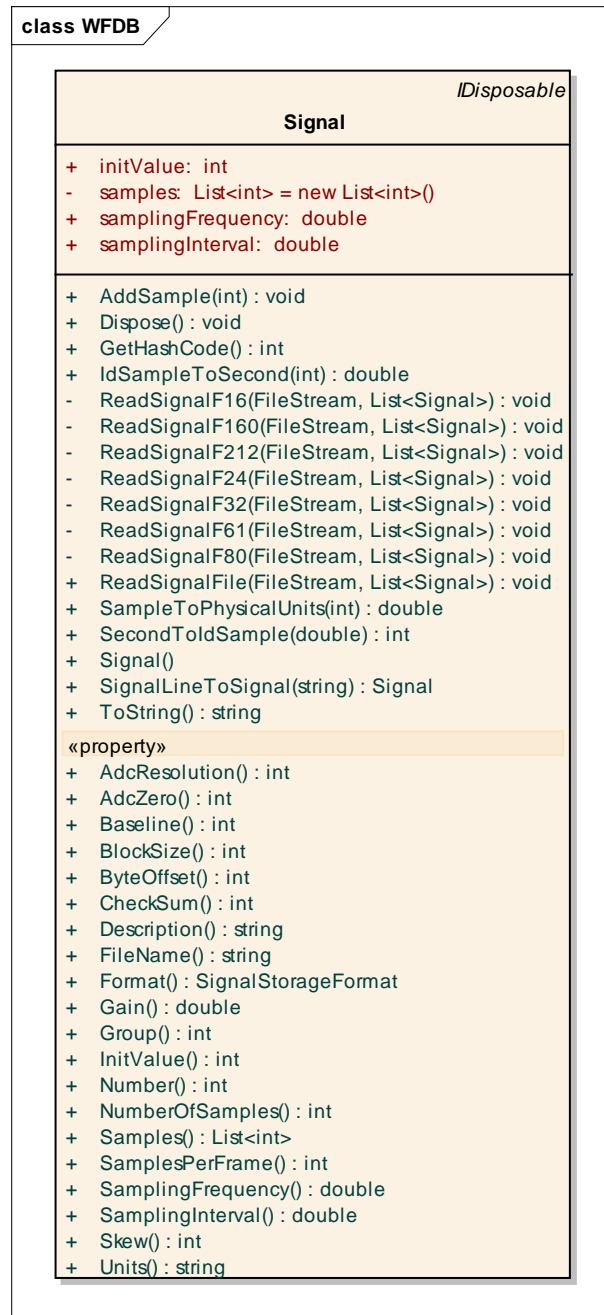 class WFDB
IDisposable
Signal
+ initValue: int
- samples: List<int> = new List<int>()
+ samplingFrequency: double
+ samplingInterval: double
+ AddSample(int) : void
+ Dispose() : void
+ GetHashCode() : int
+ IdSampleToSecond(int) : double
- ReadSignalF16(FileStream, List<Signal>) : void
- ReadSignalF160(FileStream, List<Signal>) : void
- ReadSignalF212(FileStream, List<Signal>) : void
- ReadSignalF24(FileStream, List<Signal>) : void
- ReadSignalF32(FileStream, List<Signal>) : void
- ReadSignalF61(FileStream, List<Signal>) : void
- ReadSignalF80(FileStream, List<Signal>) : void
+ ReadSignalFile(FileStream, List<Signal>) : void
+ SampleToPhysicalUnits(int) : double
+ SecondToIdSample(double) : int
+ Signal()
+ SignalLineToSignal(string) : Signal
+ ToString() : string
«property»
+ AdcResolution() : int
+ AdcZero() : int
+ Baseline() : int
+ BlockSize() : int
+ ByteOffset() : int
+ CheckSum() : int
+ Description() : string
+ FileName() : string
+ Format() : SignalStorageFormat
+ Gain() : double
+ Group() : int
+ InitValue() : int
+ Number() : int
+ NumberOfSamples() : int
+ Samples() : List<int>
+ SamplesPerFrame() : int
+ SamplingFrequency() : double
+ SamplingInterval() : double
+ Skew() : int
+ Units() : string